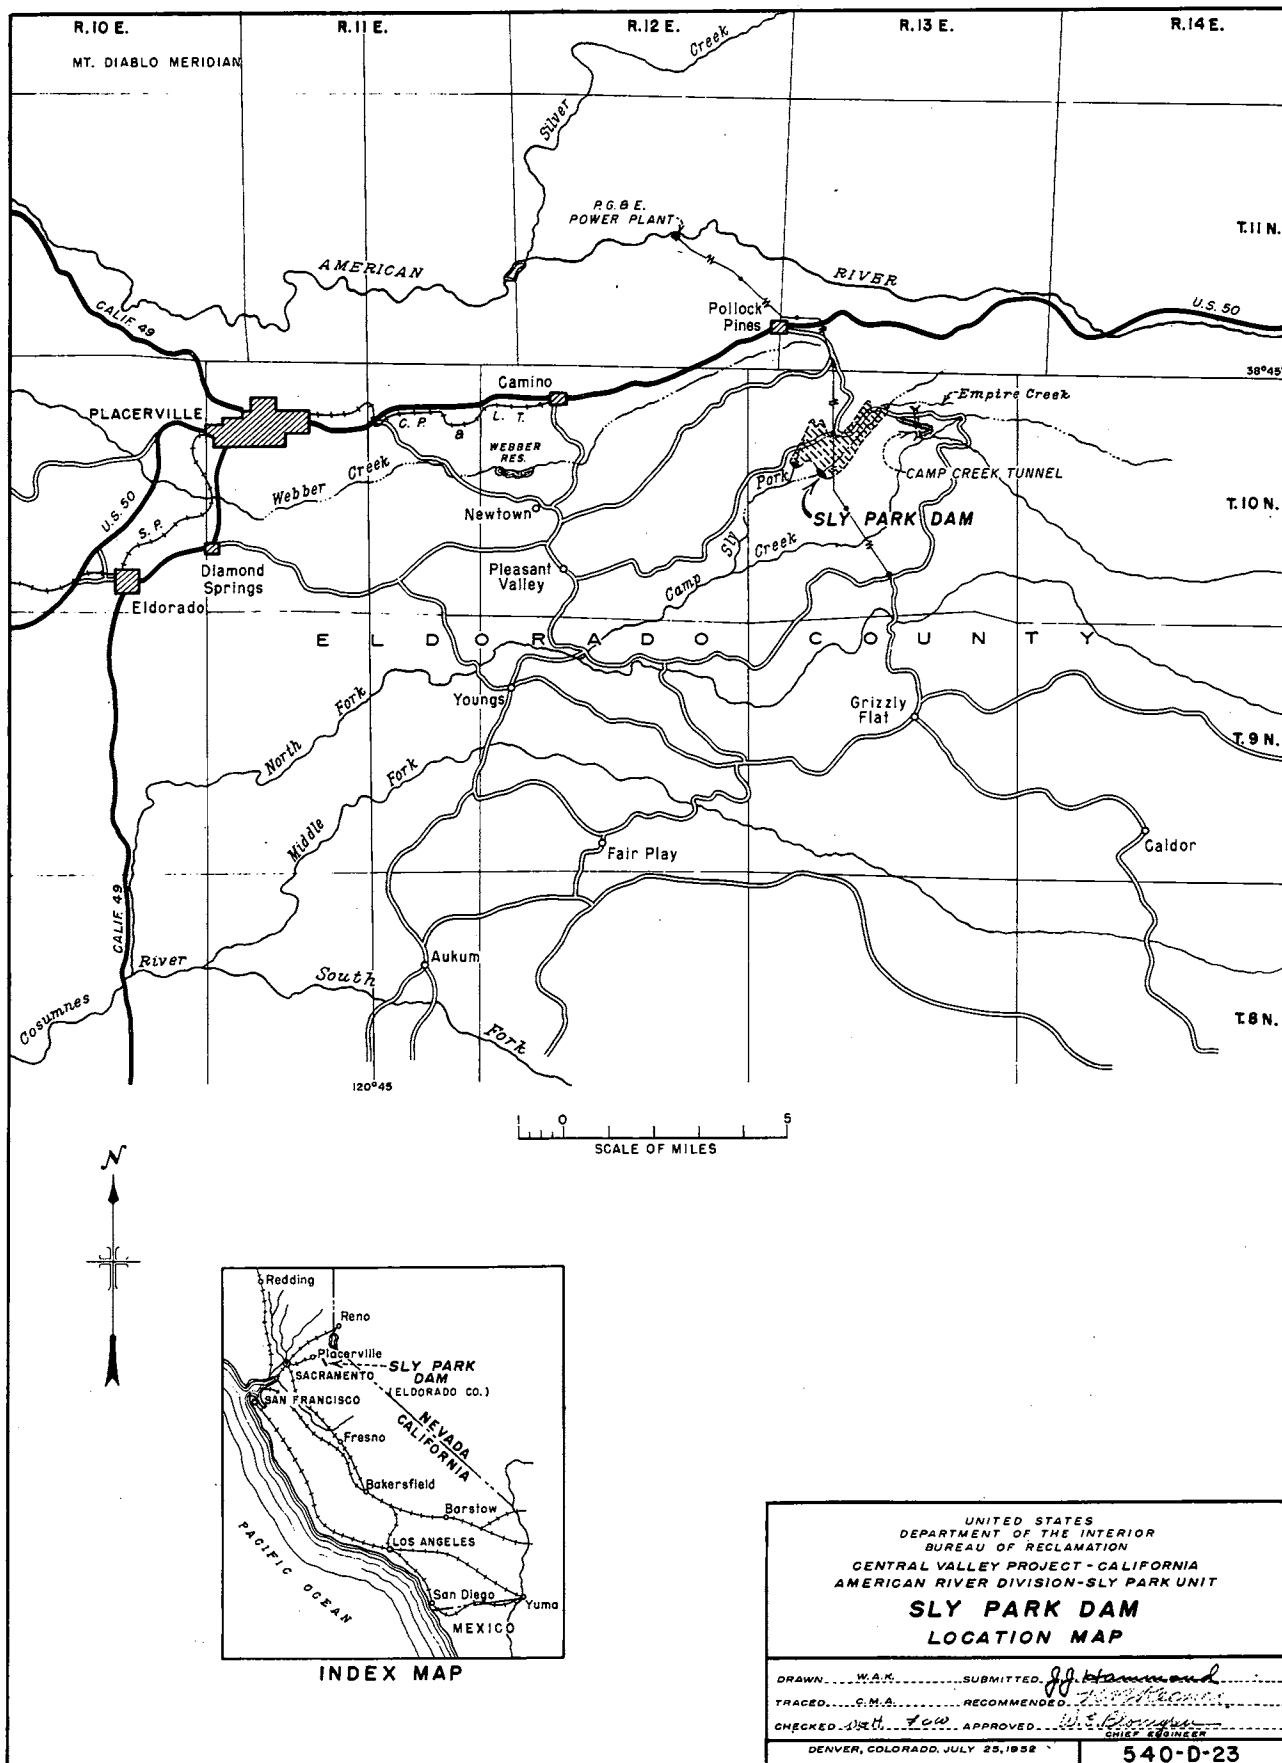 R.10 E.
R.11 E.
R.12 E.
R.13 E.
R.14 E.
MT. DIABLO MERIDIAN
Silver
Creek
P.G.& E.
POWER PLANT
T.11 N.
AMERICAN
RIVER
CALIF. 49
Pollock
Pines
U.S. 50
38°45'
Camino
Empire Creek
PLACERVILLE
C. P.
L. T.
WEBBER
RES.
Webber
Creek
Park
CAMP CREEK TUNNEL
U.S. 50
S. P.
Newtown
SLY PARK DAM
T.10 N.
Sly
Creek
Camp
Diamond
Springs
Pleasant
Valley
Eldorado
ELDORADO COUNTY
Youngs
Grizzly
Flat
North
Fork
T.9 N.
Middle
Fork
Fair Play
Caldor
CALIF. 49
Cosumnes
River
Aukum
South
Fork
T.8 N.
120°45
1 0 5
SCALE OF MILES
N
Redding
Reno
Placerville
SACRAMENTO
SLY PARK
DAM
(ELDORADO CO.)
SAN FRANCISCO
NEVADA
CALIFORNIA
Fresno
Bakersfield
Barstow
LOS ANGELES
PACIFIC OCEAN
San Diego
Yuma
MEXICO
INDEX MAP
UNITED STATES
DEPARTMENT OF THE INTERIOR
BUREAU OF RECLAMATION
CENTRAL VALLEY PROJECT - CALIFORNIA
AMERICAN RIVER DIVISION-SLY PARK UNIT
SLY PARK DAM
LOCATION MAP
DRAWN W.A.K. SUBMITTED J.J. Hammond
TRACED C.M.A. RECOMMENDED
CHECKED APPROVED
CHIEF ENGINEER
DENVER, COLORADO, JULY 25, 1952
540-D-23